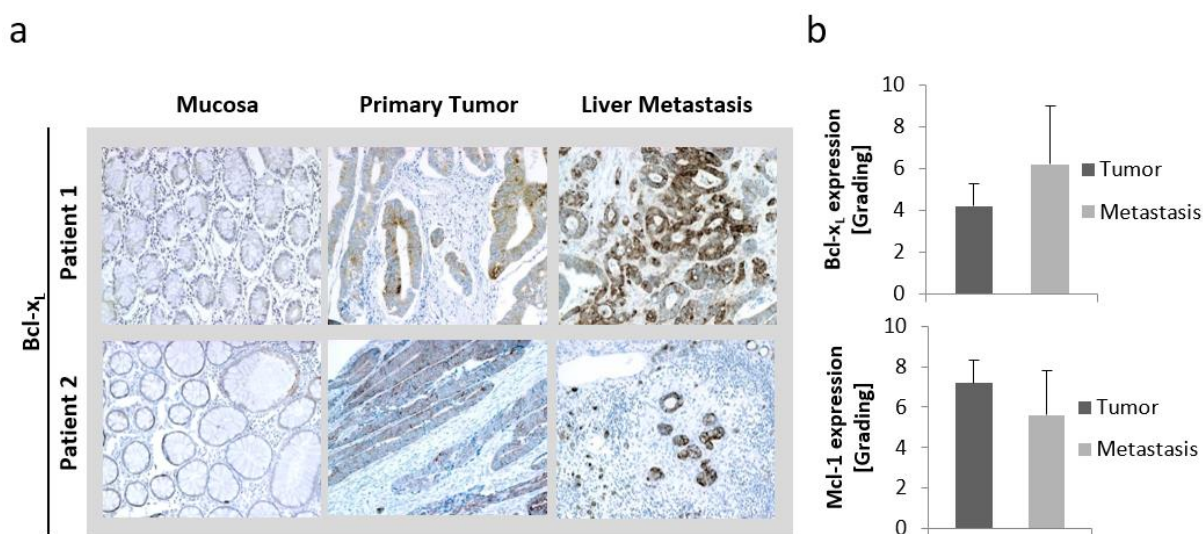 a
Mucosa
Primary Tumor
Liver Metastasis
Bcl-xL
Patient 1
Patient 2
b
Bcl-xL expression
[Grading]
10
8
6
4
2
0
Tumor
Metastasis
Mcl-1 expression
[Grading]
10
8
6
4
2
0
Tumor
Metastasis